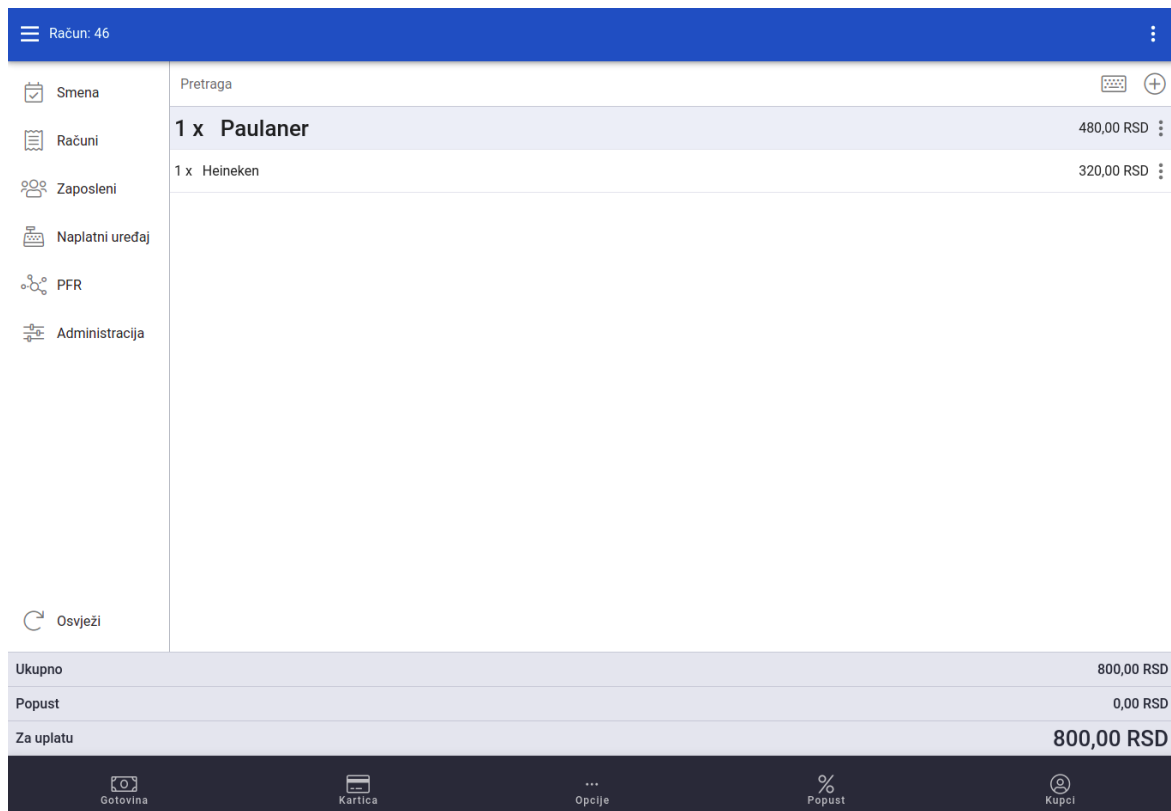 Račun: 46
Smena
Računi
Zaposleni
Naplatni uređaj
PFR
Administracija
Osvježi
Pretraga
1 x Paulaner 480,00 RSD
1 x Heineken 320,00 RSD
Ukupno 800,00 RSD
Popust 0,00 RSD
Za uplatu 800,00 RSD
Gotovina
Kartica
Opcije
Popust
Kupci